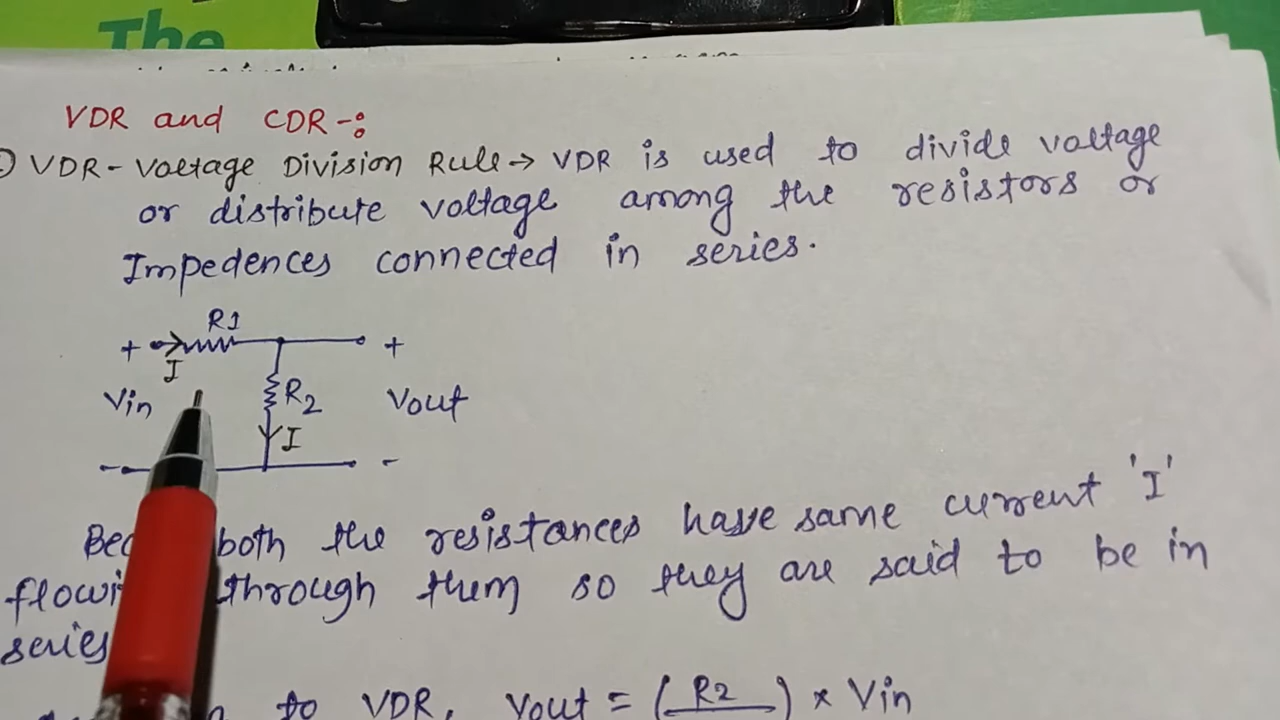 The
VDR and CDR-:
VDR - Voltage Division Rule → VDR is used to divide voltage
or distribute voltage among the resistors or
Impedences connected in series.
R1
+ +
I
Vin R2 Vout
I
- -
both the resistances have same current 'I'
through them so they are said to be in
series
to VDR, Vout = (R2 ) × Vin